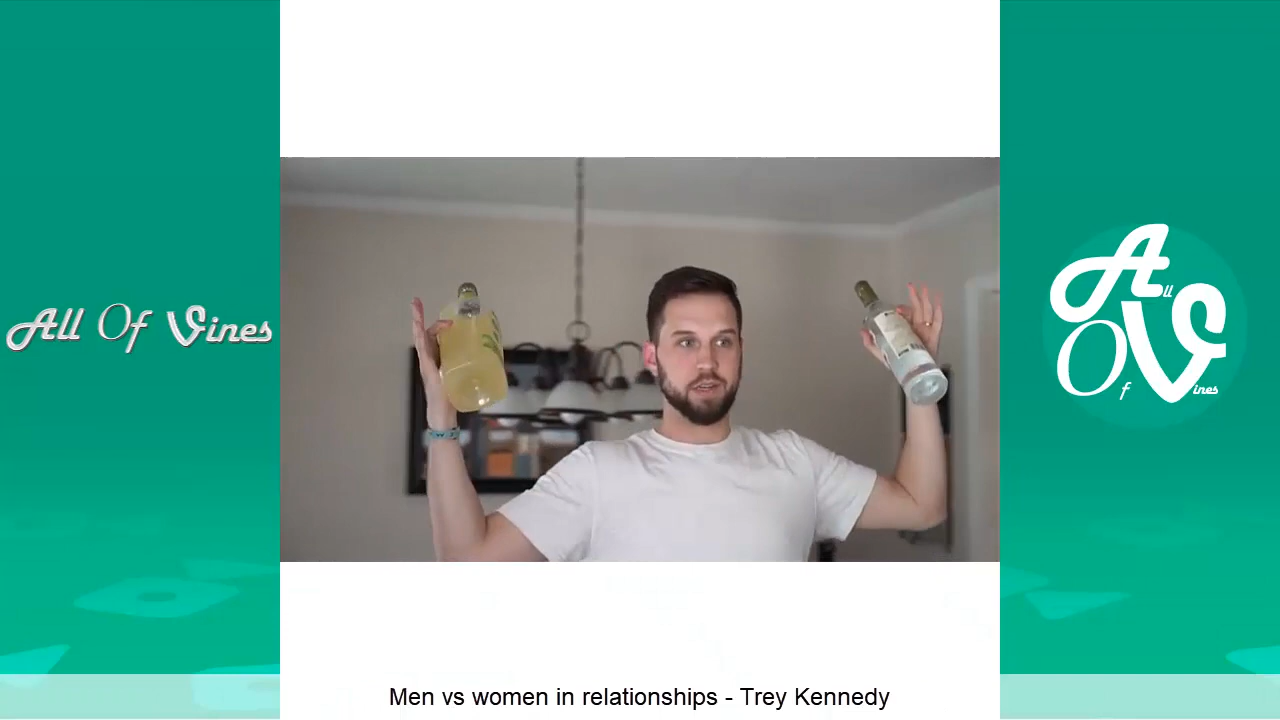 All Of Vines
All
Of
Vines
Men vs women in relationships - Trey Kennedy